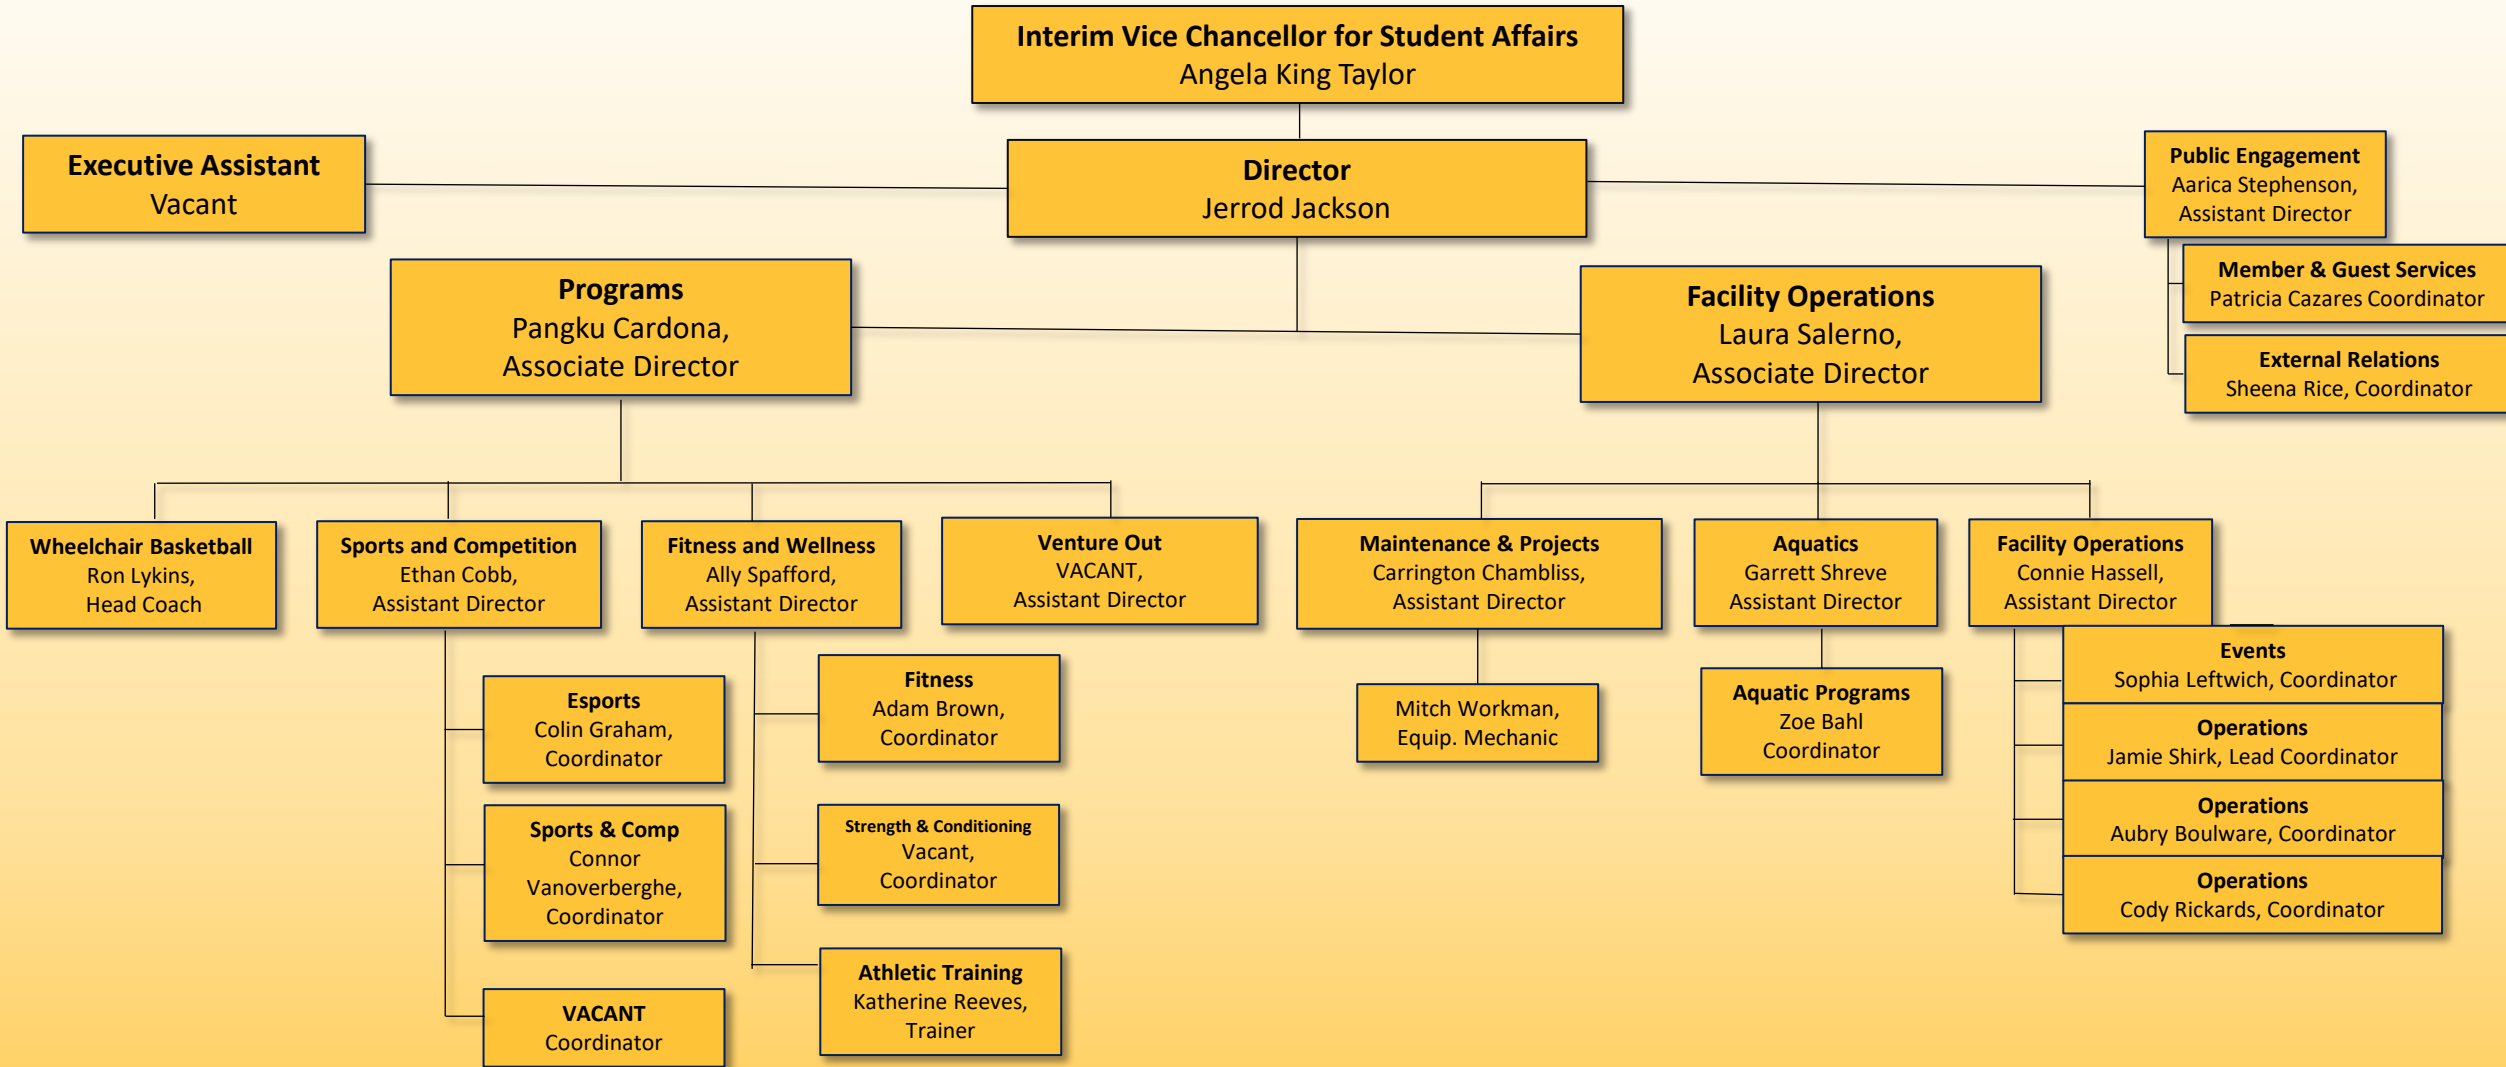 Interim Vice Chancellor for Student Affairs
Angela King Taylor
Executive Assistant
Vacant
Director
Jerrod Jackson
Public Engagement
Aarica Stephenson,
Assistant Director
Member & Guest Services
Patricia Cazares Coordinator
External Relations
Sheena Rice, Coordinator
Programs
Pangku Cardona,
Associate Director
Facility Operations
Laura Salerno,
Associate Director
Wheelchair Basketball
Ron Lykins,
Head Coach
Sports and Competition
Ethan Cobb,
Assistant Director
Fitness and Wellness
Ally Spafford,
Assistant Director
Venture Out
VACANT,
Assistant Director
Maintenance & Projects
Carrington Chambliss,
Assistant Director
Aquatics
Garrett Shreve
Assistant Director
Facility Operations
Connie Hassell,
Assistant Director
Esports
Colin Graham,
Coordinator
Sports & Comp
Connor
Vanoverberghe,
Coordinator
VACANT
Coordinator
Fitness
Adam Brown,
Coordinator
Strength & Conditioning
Vacant,
Coordinator
Athletic Training
Katherine Reeves,
Trainer
Mitch Workman,
Equip. Mechanic
Aquatic Programs
Zoe Bahl
Coordinator
Events
Sophia Leftwich, Coordinator
Operations
Jamie Shirk, Lead Coordinator
Operations
Aubry Boulware, Coordinator
Operations
Cody Rickards, Coordinator